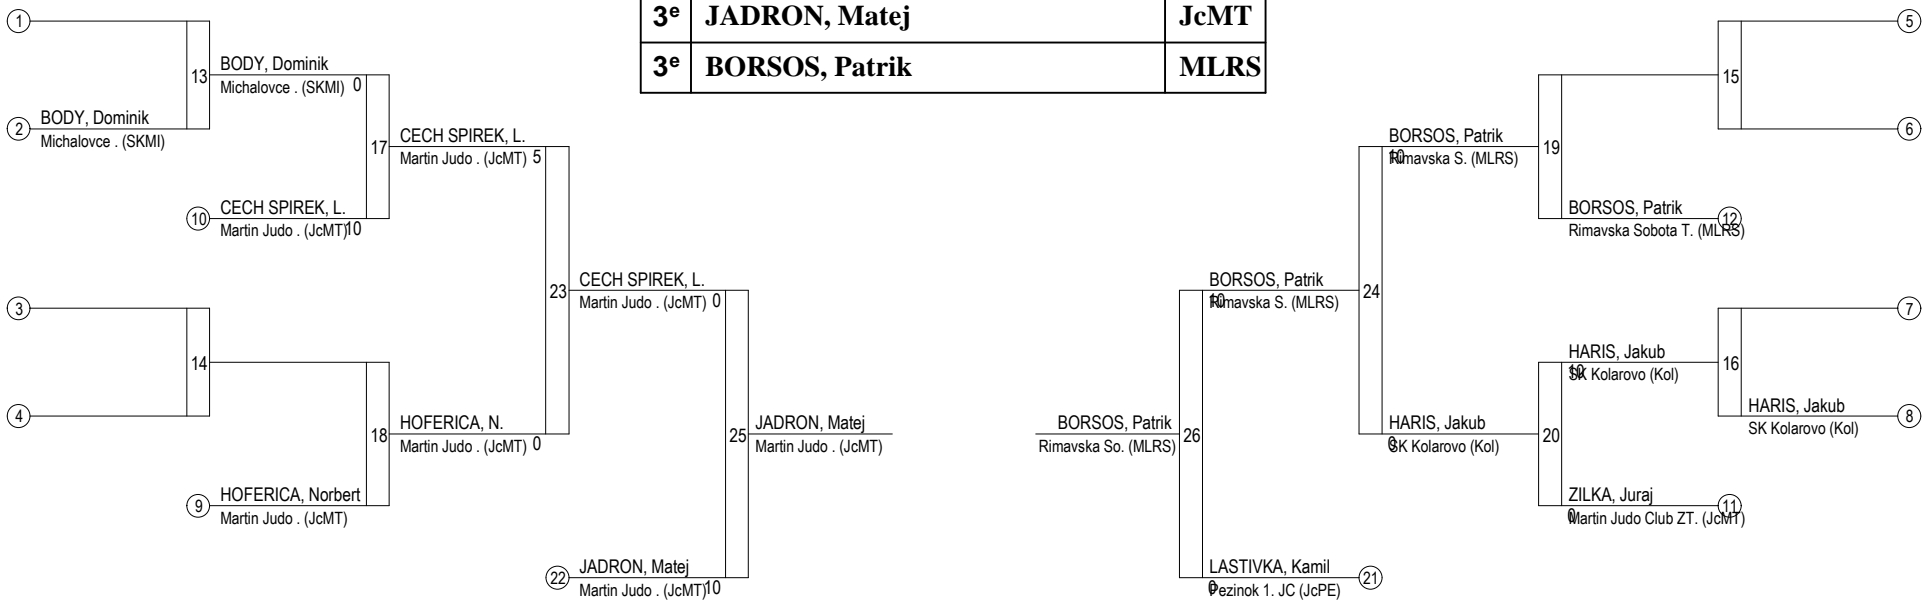 3e JADRON, Matej JcMT
3e BORSOS, Patrik MLRS
1
13
BODY, Dominik
Michalovce . (SKMI) 0
2
BODY, Dominik
Michalovce . (SKMI)
17
CECH SPIREK, L.
Martin Judo . (JcMT) 5
10
CECH SPIREK, L.
Martin Judo . (JcMT) 10
23
CECH SPIREK, L.
Martin Judo . (JcMT) 0
3
14
4
18
HOFERICA, N.
Martin Judo . (JcMT) 0
9
HOFERICA, Norbert
Martin Judo . (JcMT)
25
JADRON, Matej
Martin Judo . (JcMT)
22
JADRON, Matej
Martin Judo . (JcMT) 10
5
15
6
19
BORSOS, Patrik
10
Rimavska S. (MLRS)
BORSOS, Patrik
12
Rimavska Sobota T. (MLRS)
24
BORSOS, Patrik
10
Rimavska S. (MLRS)
7
16
HARIS, Jakub
10
SK Kolarovo (Kol)
HARIS, Jakub
8
SK Kolarovo (Kol)
20
HARIS, Jakub
0
SK Kolarovo (Kol)
ZILKA, Juraj
11
0
Martin Judo Club ZT. (JcMT)
26
BORSOS, Patrik
Rimavska So. (MLRS)
LASTIVKA, Kamil
21
0
Pezinok 1. JC (JcPE)